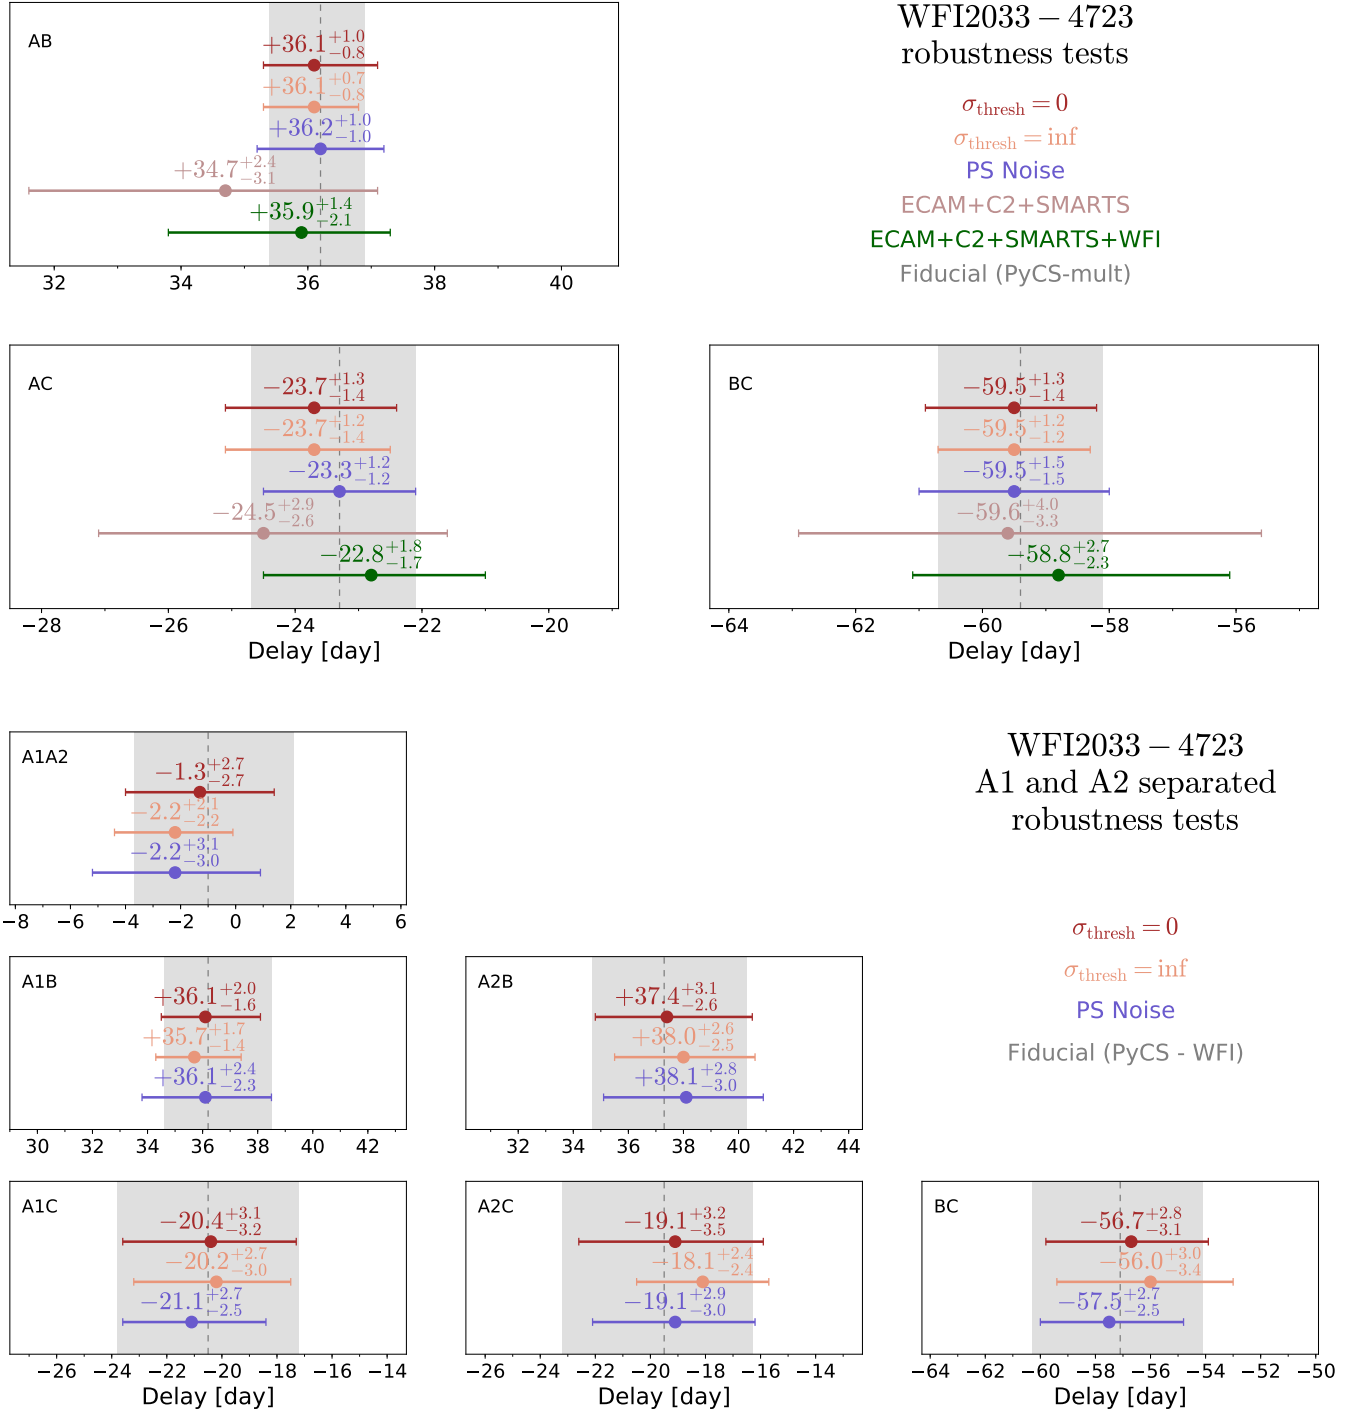 AB
+36.1 +1.0 −0.8
+36.1 +0.7 −0.8
+36.2 +1.0 −1.0
+34.7 +2.4 −3.1
+35.9 +1.4 −2.1
32 34 36 38 40
WFI2033 − 4723
robustness tests
σthresh = 0
σthresh = inf
PS Noise
ECAM+C2+SMARTS
ECAM+C2+SMARTS+WFI
Fiducial (PyCS-mult)
AC
−23.7 +1.3 −1.4
−23.7 +1.2 −1.4
−23.3 +1.2 −1.2
−24.5 +2.9 −2.6
−22.8 +1.8 −1.7
−28 −26 −24 −22 −20
Delay [day]
BC
−59.5 +1.3 −1.4
−59.5 +1.2 −1.2
−59.5 +1.5 −1.5
−59.6 +4.0 −3.3
−58.8 +2.7 −2.3
−64 −62 −60 −58 −56
Delay [day]
A1A2
−1.3 +2.7 −2.7
−2.2 +2.1 −2.2
−2.2 +3.1 −3.0
−8 −6 −4 −2 0 2 4 6
WFI2033 − 4723
A1 and A2 separated
robustness tests
σthresh = 0
σthresh = inf
PS Noise
Fiducial (PyCS - WFI)
A1B
+36.1 +2.0 −1.6
+35.7 +1.7 −1.4
+36.1 +2.4 −2.3
30 32 34 36 38 40 42
A2B
+37.4 +3.1 −2.6
+38.0 +2.6 −2.5
+38.1 +2.8 −3.0
32 34 36 38 40 42 44
A1C
−20.4 +3.1 −3.2
−20.2 +2.7 −3.0
−21.1 +2.7 −2.5
−26 −24 −22 −20 −18 −16 −14
Delay [day]
A2C
−19.1 +3.2 −3.5
−18.1 +2.4 −2.4
−19.1 +2.9 −3.0
−26 −24 −22 −20 −18 −16 −14
Delay [day]
BC
−56.7 +2.8 −3.1
−56.0 +3.0 −3.4
−57.5 +2.7 −2.5
−64 −62 −60 −58 −56 −54 −52 −50
Delay [day]